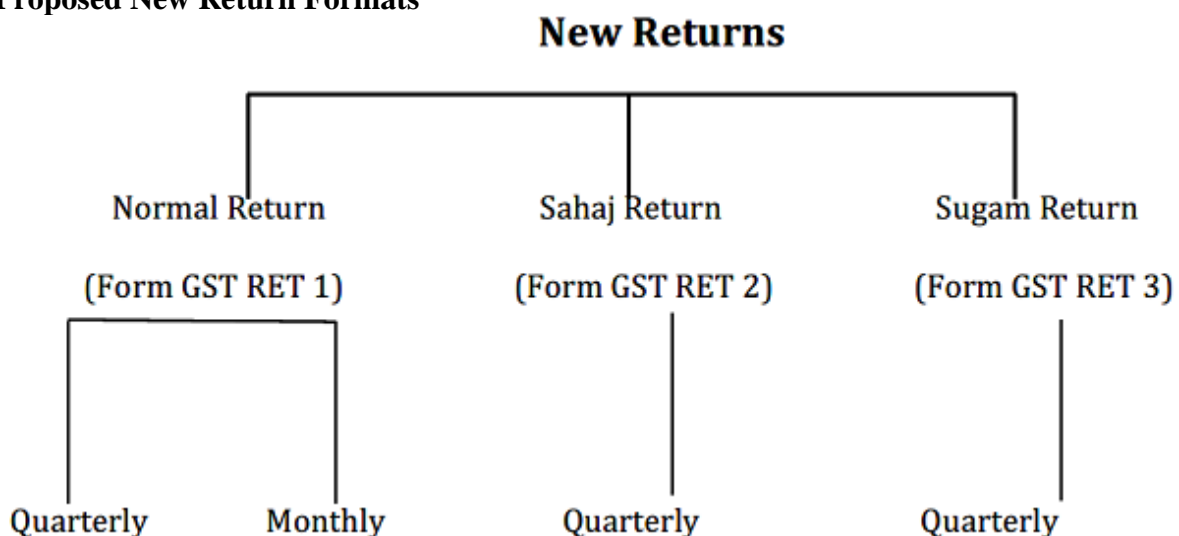 Proposed New Return Formats
New Returns
Normal Return Sahaj Return Sugam Return
(Form GST RET 1) (Form GST RET 2) (Form GST RET 3)
Quarterly Monthly Quarterly Quarterly